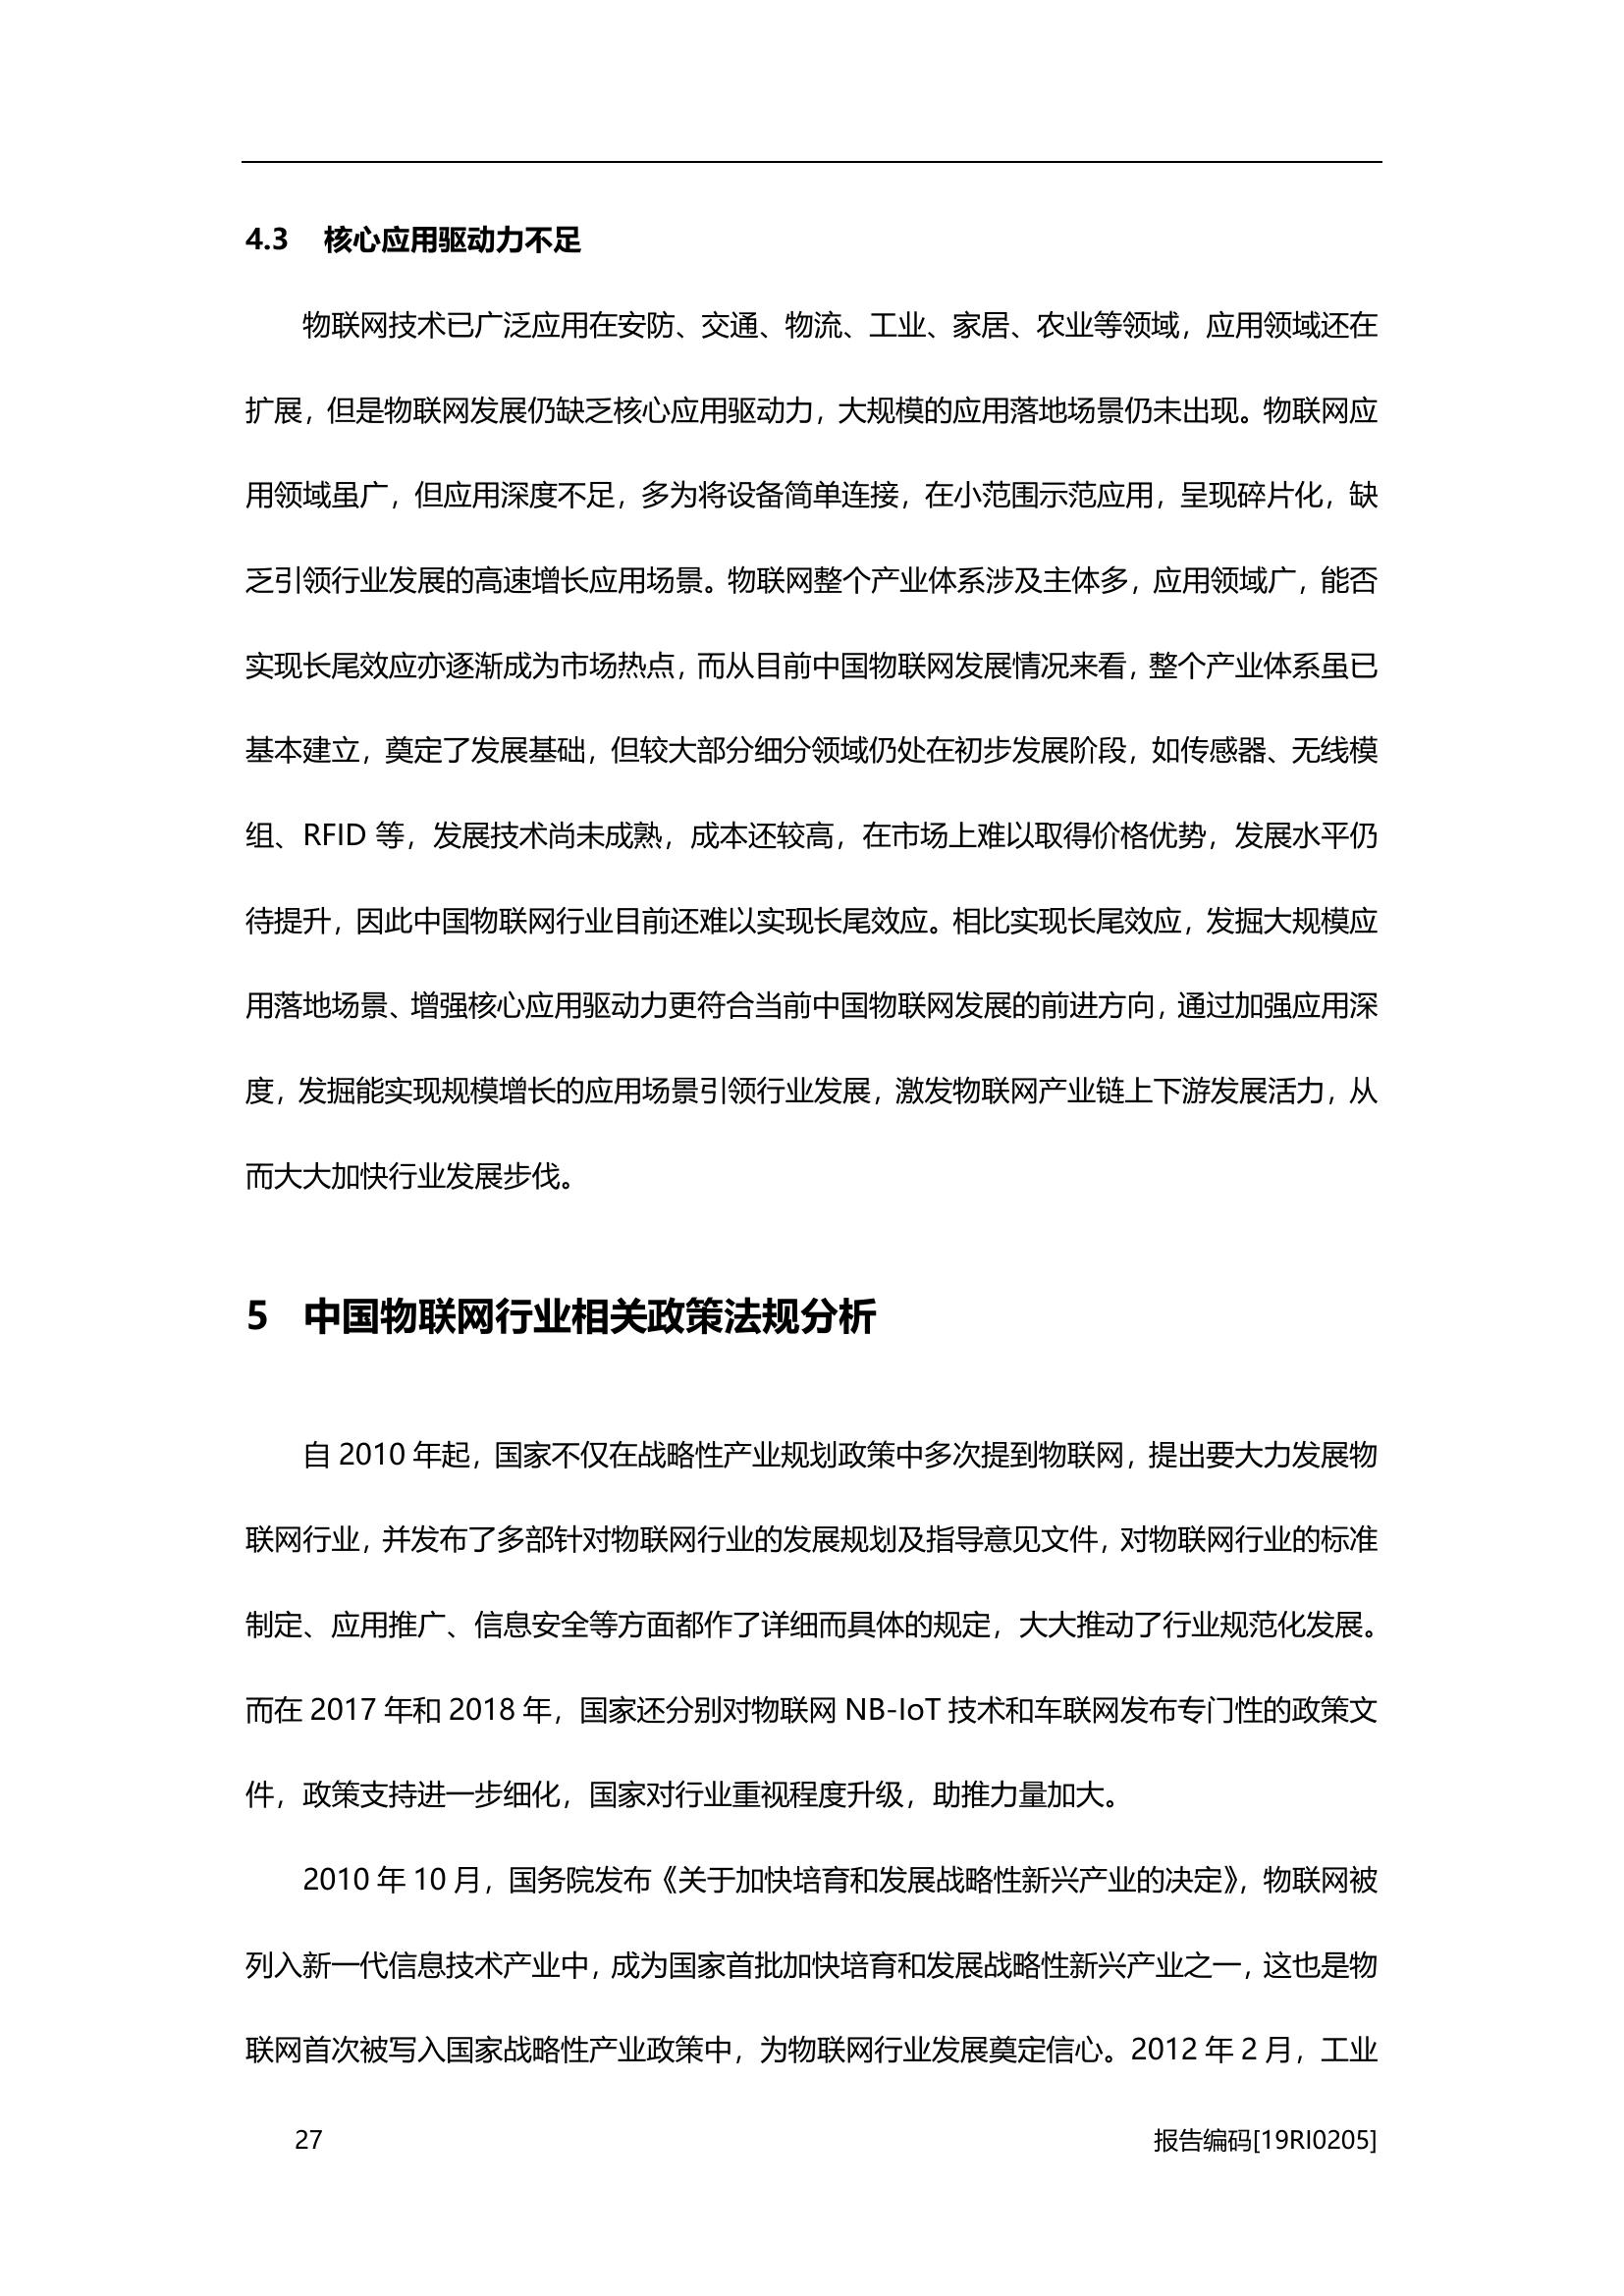 4.3 核心应用驱动力不足
物联网技术已广泛应用在安防、交通、物流、工业、家居、农业等领域，应用领域还在
扩展，但是物联网发展仍缺乏核心应用驱动力，大规模的应用落地场景仍未出现。物联网应
用领域虽广，但应用深度不足，多为将设备简单连接，在小范围示范应用，呈现碎片化，缺
乏引领行业发展的高速增长应用场景。物联网整个产业体系涉及主体多，应用领域广，能否
实现长尾效应亦逐渐成为市场热点，而从目前中国物联网发展情况来看，整个产业体系虽已
基本建立，奠定了发展基础，但较大部分细分领域仍处在初步发展阶段，如传感器、无线模
组、RFID 等，发展技术尚未成熟，成本还较高，在市场上难以取得价格优势，发展水平仍
待提升，因此中国物联网行业目前还难以实现长尾效应。相比实现长尾效应，发掘大规模应
用落地场景、增强核心应用驱动力更符合当前中国物联网发展的前进方向，通过加强应用深
度，发掘能实现规模增长的应用场景引领行业发展，激发物联网产业链上下游发展活力，从
而大大加快行业发展步伐。
5 中国物联网行业相关政策法规分析
自 2010 年起，国家不仅在战略性产业规划政策中多次提到物联网，提出要大力发展物
联网行业，并发布了多部针对物联网行业的发展规划及指导意见文件，对物联网行业的标准
制定、应用推广、信息安全等方面都作了详细而具体的规定，大大推动了行业规范化发展。
而在 2017 年和 2018 年，国家还分别对物联网 NB-IoT 技术和车联网发布专门性的政策文
件，政策支持进一步细化，国家对行业重视程度升级，助推力量加大。
2010 年 10 月，国务院发布《关于加快培育和发展战略性新兴产业的决定》，物联网被
列入新一代信息技术产业中，成为国家首批加快培育和发展战略性新兴产业之一，这也是物
联网首次被写入国家战略性产业政策中，为物联网行业发展奠定信心。2012 年 2 月，工业
27 报告编码[19RI0205]